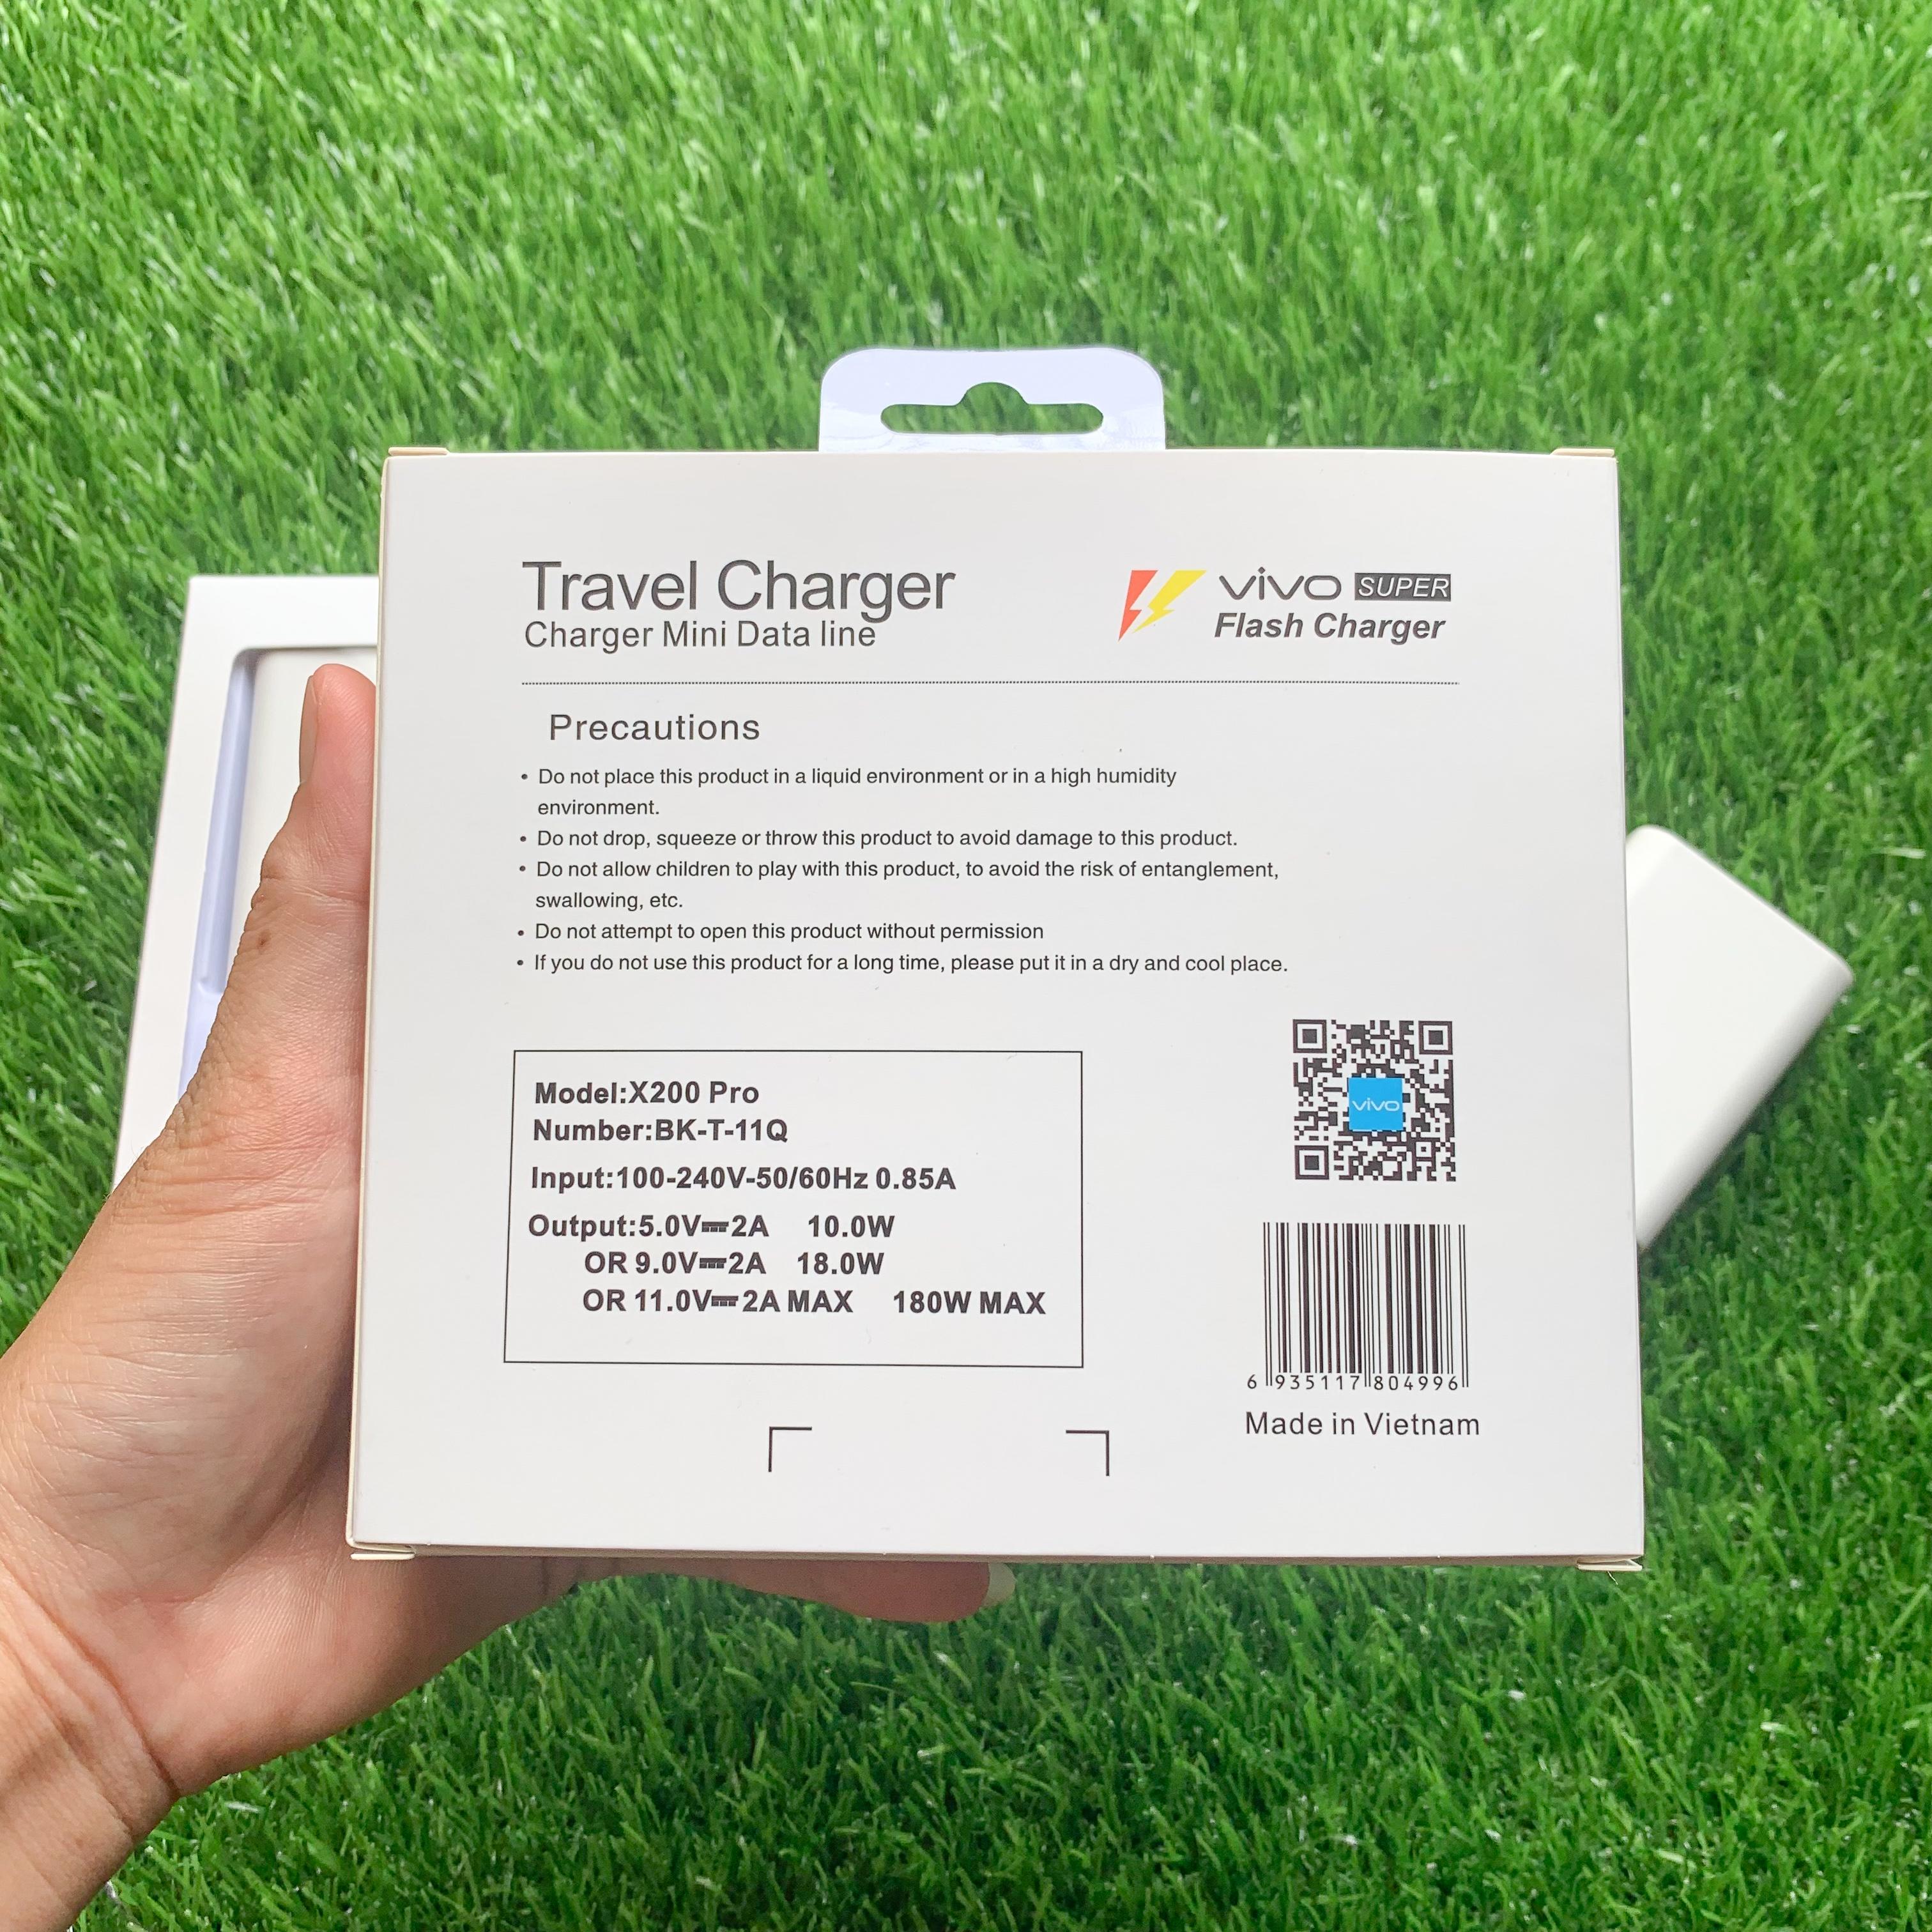 Travel Charger
Charger Mini Data line
vivo SUPER
Flash Charger
Precautions
• Do not place this product in a liquid environment or in a high humidity
environment.
• Do not drop, squeeze or throw this product to avoid damage to this product.
• Do not allow children to play with this product, to avoid the risk of entanglement,
swallowing, etc.
• Do not attempt to open this product without permission
• If you do not use this product for a long time, please put it in a dry and cool place.
Model:X200 Pro
Number:BK-T-11Q
Input:100-240V-50/60Hz 0.85A
Output:5.0V⎓2A 10.0W
OR 9.0V⎓2A 18.0W
OR 11.0V⎓2A MAX 180W MAX
vivo
6 935117 804996
Made in Vietnam